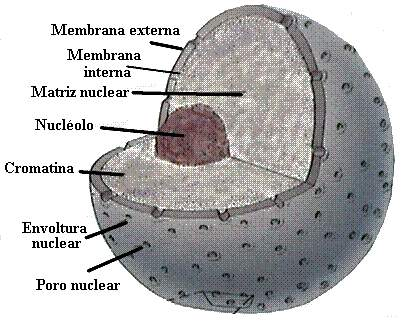 Membrana externa
Membrana
interna
Matriz nuclear
Nucléolo
Cromatina
Envoltura
nuclear
Poro nuclear